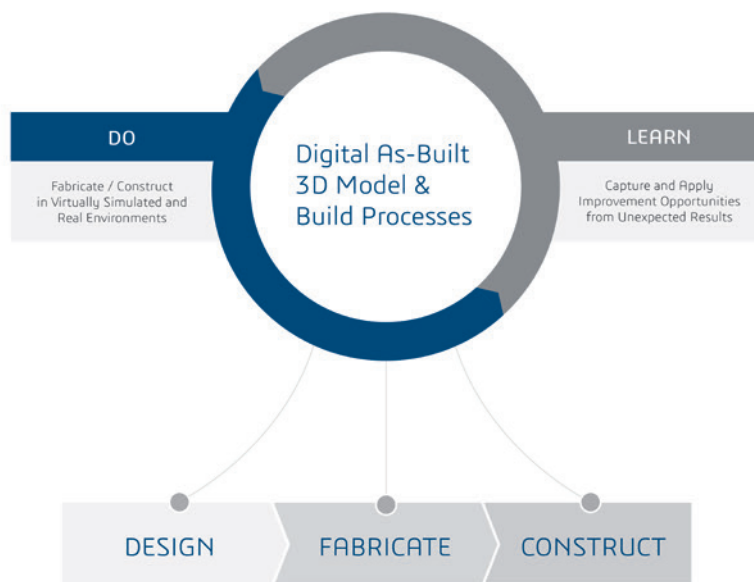 DO
Fabricate / Construct
in Virtually Simulated and
Real Environments
Digital As-Built
3D Model &
Build Processes
LEARN
Capture and Apply
Improvement Opportunities
from Unexpected Results
DESIGN
FABRICATE
CONSTRUCT